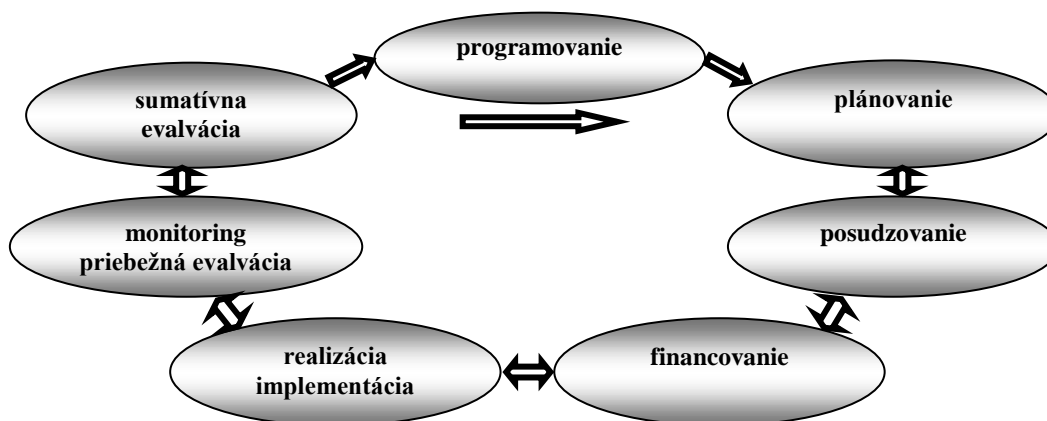 programovanie
sumatívna
evalvácia
plánovanie
monitoring
priebežná evalvácia
posudzovanie
realizácia
implementácia
financovanie